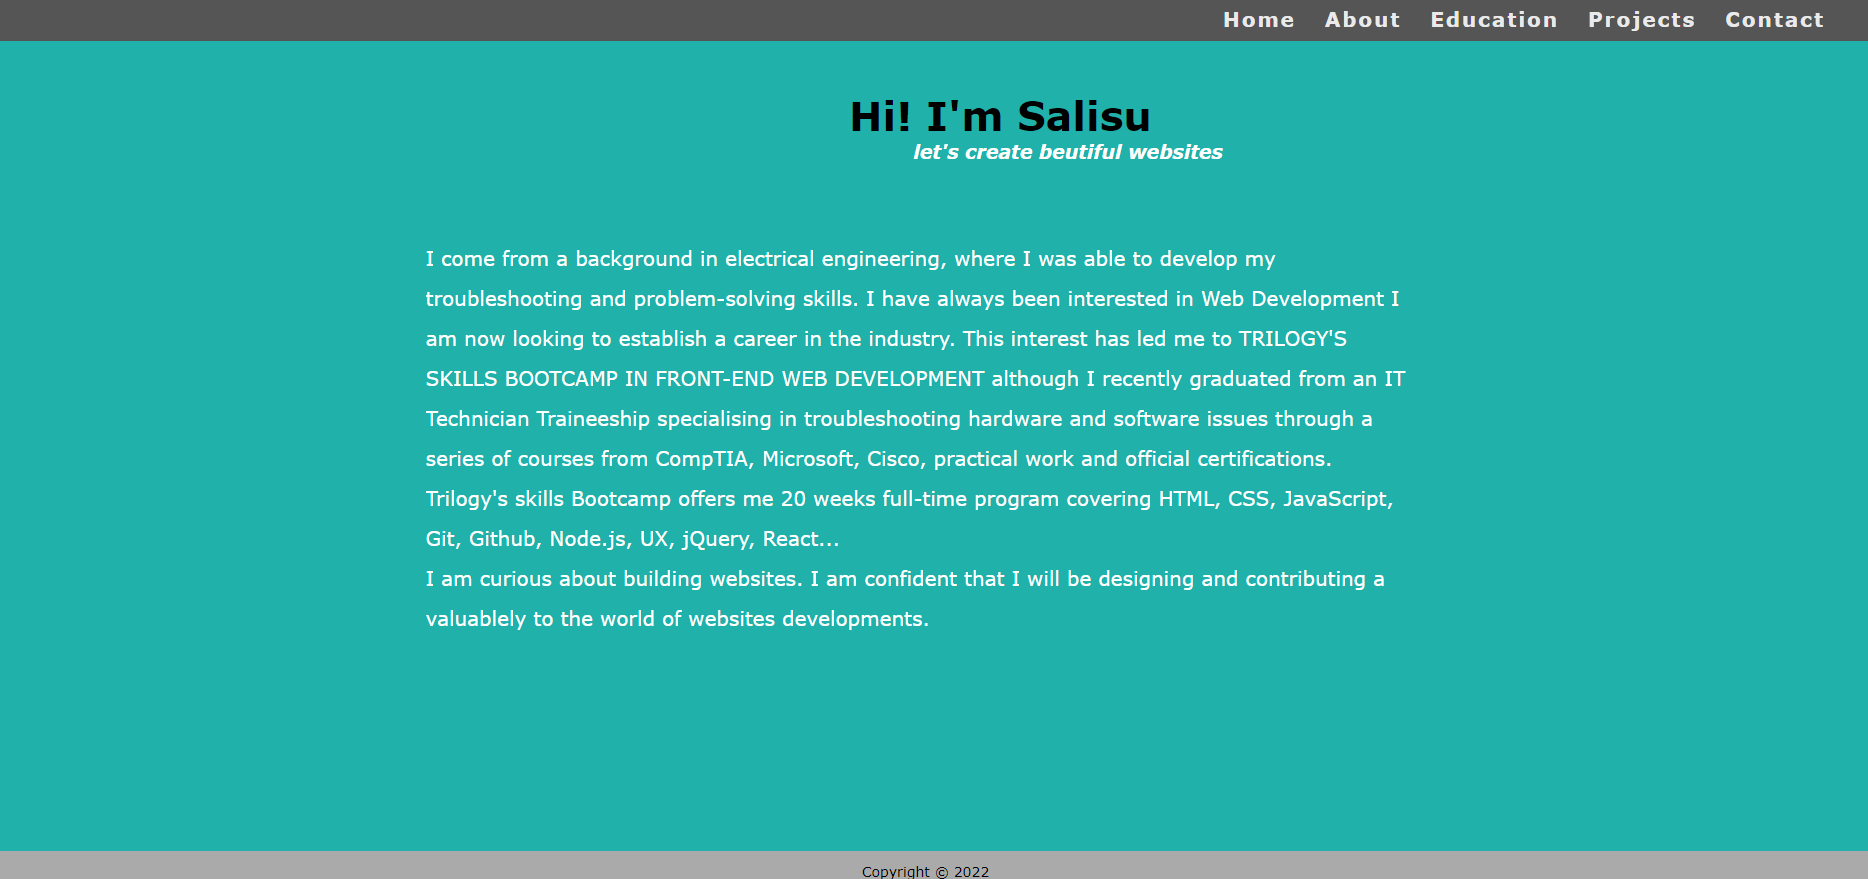 Home About Education Projects Contact
Hi! I'm Salisu
let's create beutiful websites
I come from a background in electrical engineering, where I was able to develop my
troubleshooting and problem-solving skills. I have always been interested in Web Development I
am now looking to establish a career in the industry. This interest has led me to TRILOGY'S
SKILLS BOOTCAMP IN FRONT-END WEB DEVELOPMENT although I recently graduated from an IT
Technician Traineeship specialising in troubleshooting hardware and software issues through a
series of courses from CompTIA, Microsoft, Cisco, practical work and official certifications.
Trilogy's skills Bootcamp offers me 20 weeks full-time program covering HTML, CSS, JavaScript,
Git, Github, Node.js, UX, jQuery, React...
I am curious about building websites. I am confident that I will be designing and contributing a
valuablely to the world of websites developments.
Copyright © 2022